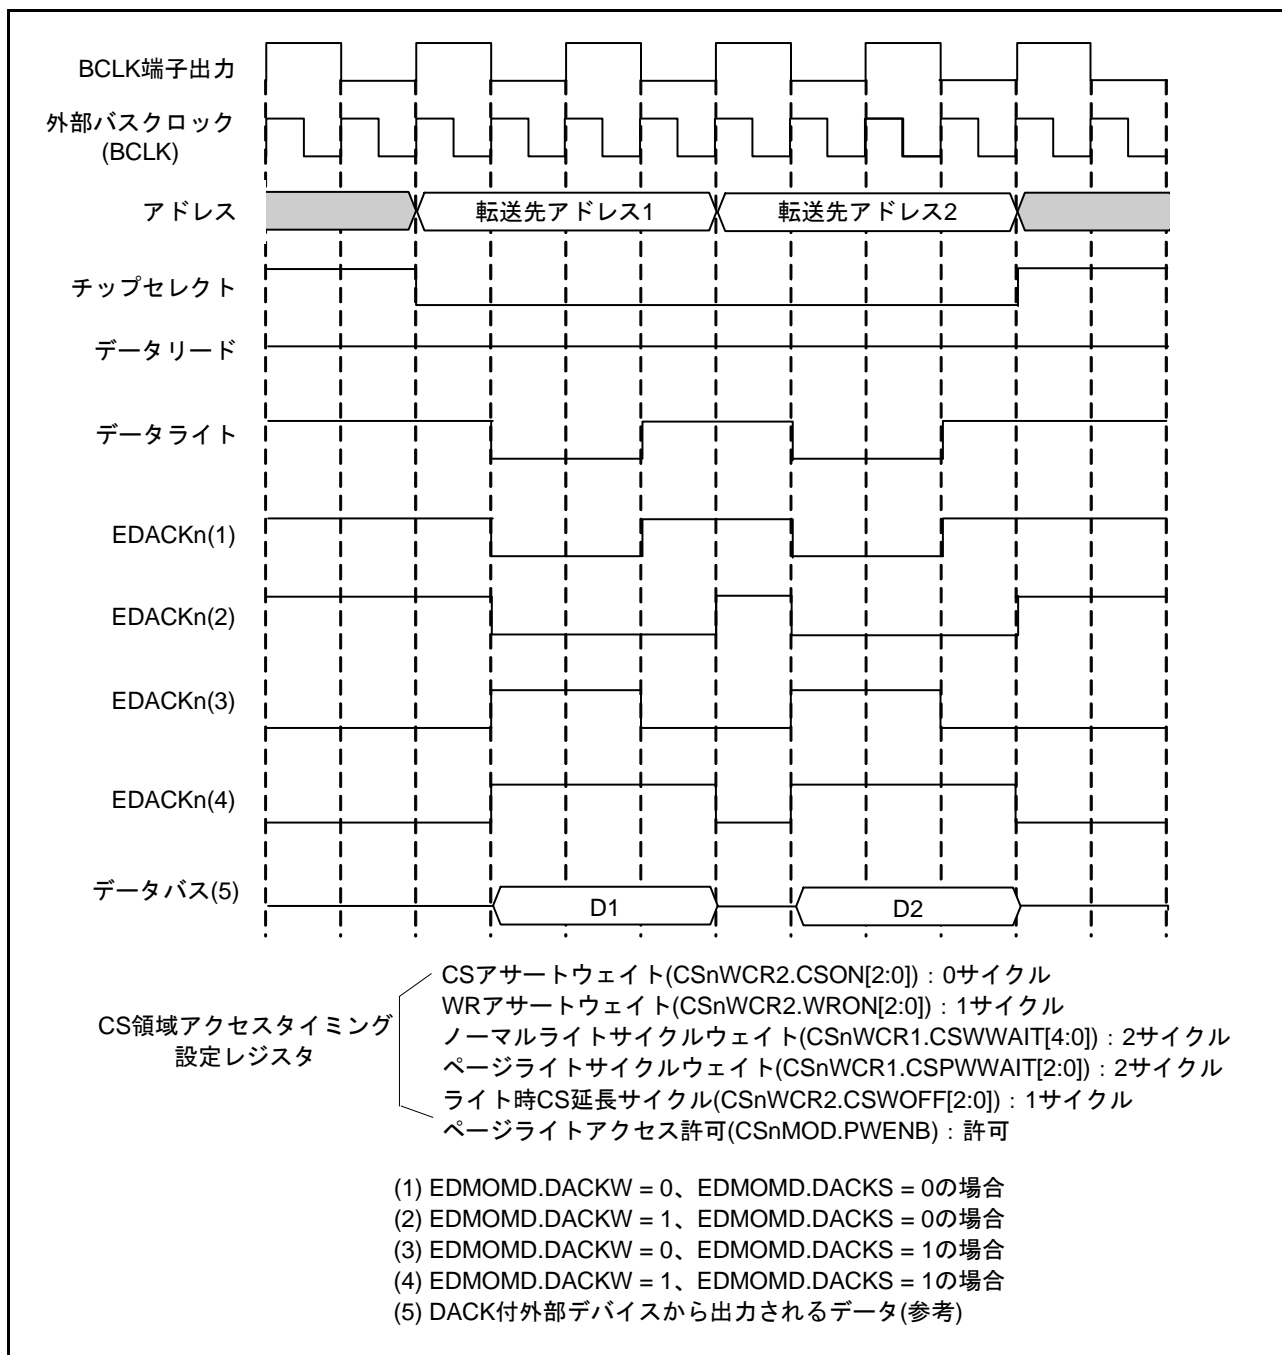 BCLK端子出力
外部バスクロック
(BCLK)
アドレス
転送先アドレス1
転送先アドレス2
チップセレクト
データリード
データライト
EDACKn(1)
EDACKn(2)
EDACKn(3)
EDACKn(4)
データバス(5)
D1
D2
CS領域アクセスタイミング
設定レジスタ
CSアサートウェイト(CSnWCR2.CSON[2:0])：0サイクル
WRアサートウェイト(CSnWCR2.WRON[2:0])：1サイクル
ノーマルライトサイクルウェイト(CSnWCR1.CSWWAIT[4:0])：2サイクル
ページライトサイクルウェイト(CSnWCR1.CSPWWAIT[2:0])：2サイクル
ライト時CS延長サイクル(CSnWCR2.CSWOFF[2:0])：1サイクル
ページライトアクセス許可(CSnMOD.PWENB)：許可
(1) EDMOMD.DACKW = 0、EDMOMD.DACKS = 0の場合
(2) EDMOMD.DACKW = 1、EDMOMD.DACKS = 0の場合
(3) EDMOMD.DACKW = 0、EDMOMD.DACKS = 1の場合
(4) EDMOMD.DACKW = 1、EDMOMD.DACKS = 1の場合
(5) DACK付外部デバイスから出力されるデータ(参考)